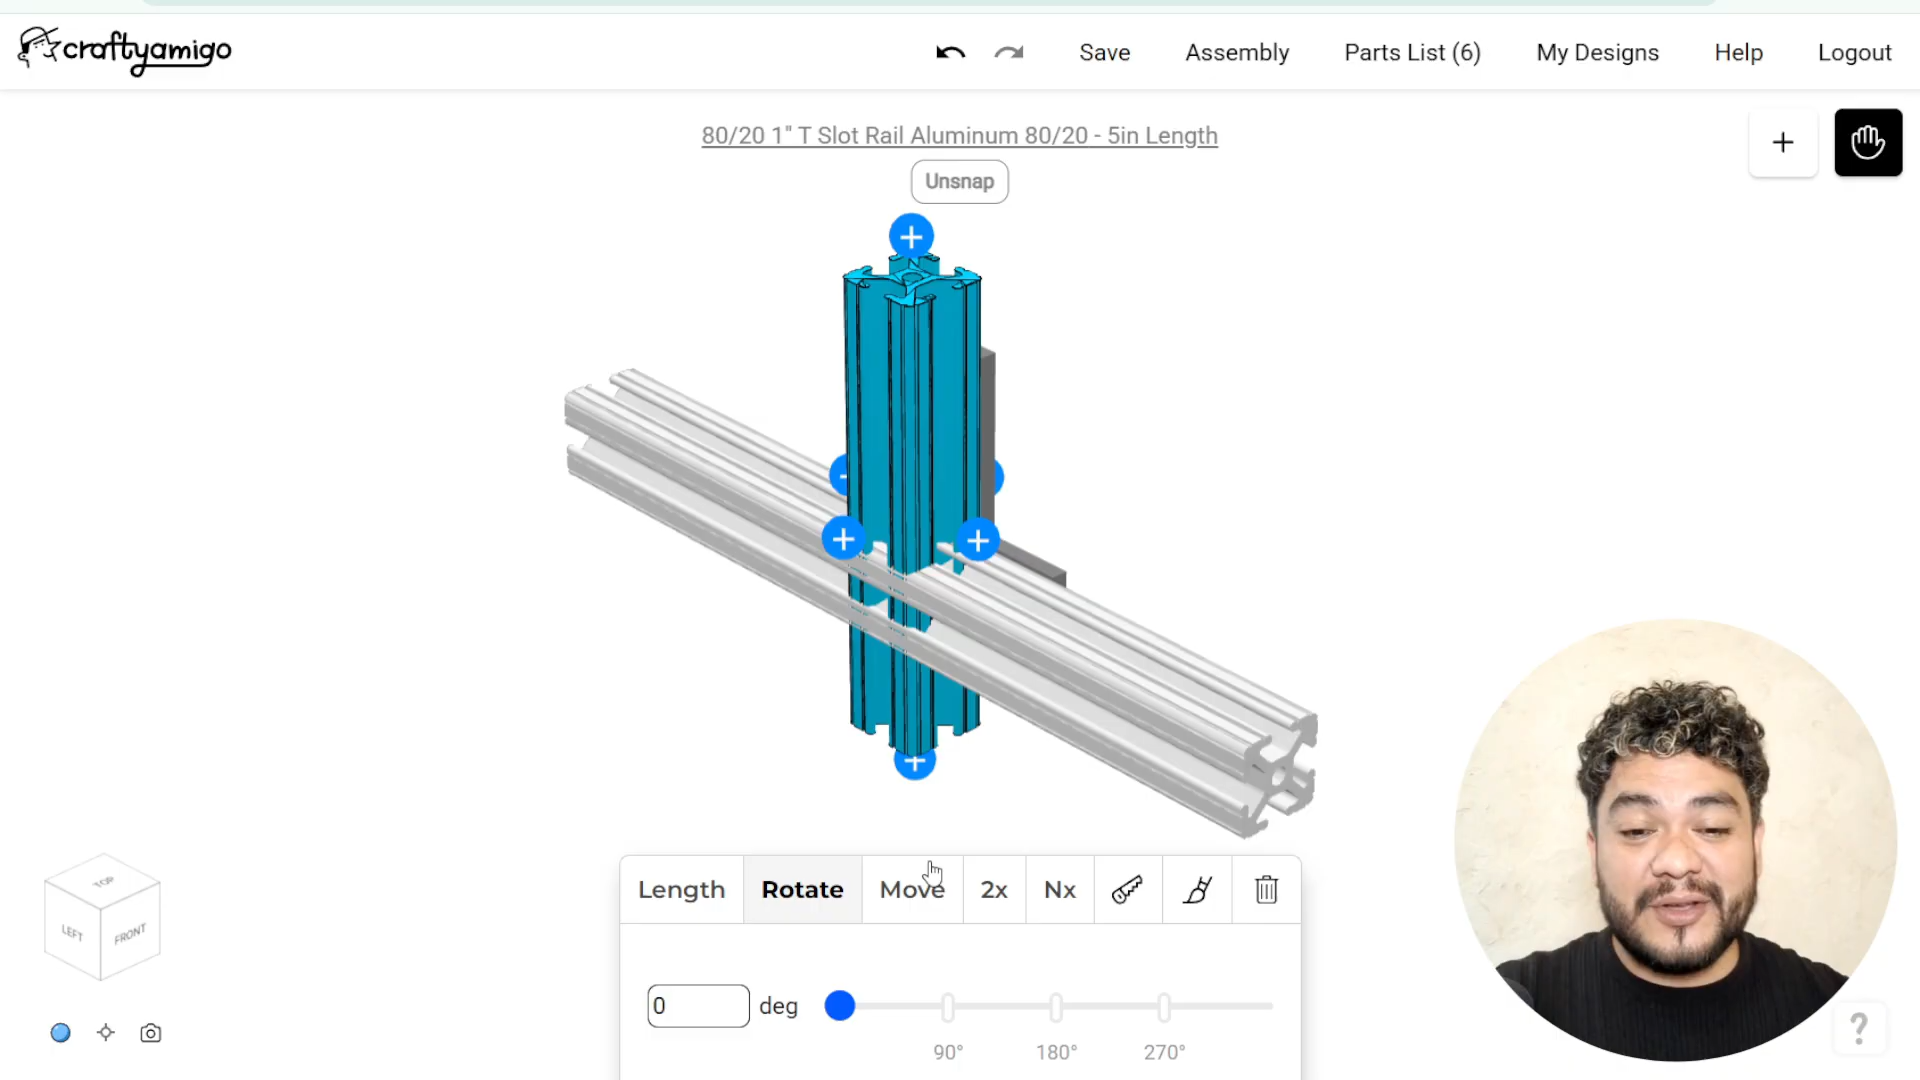 craftyamigo
Save
Assembly
Parts List (6)
My Designs
Help
Logout
80/20 1" T Slot Rail Aluminum 80/20 - 5in Length
Unsnap
Length
Rotate
Move
2x
Nx
0
deg
90°
180°
270°
TOP
LEFT
FRONT
?